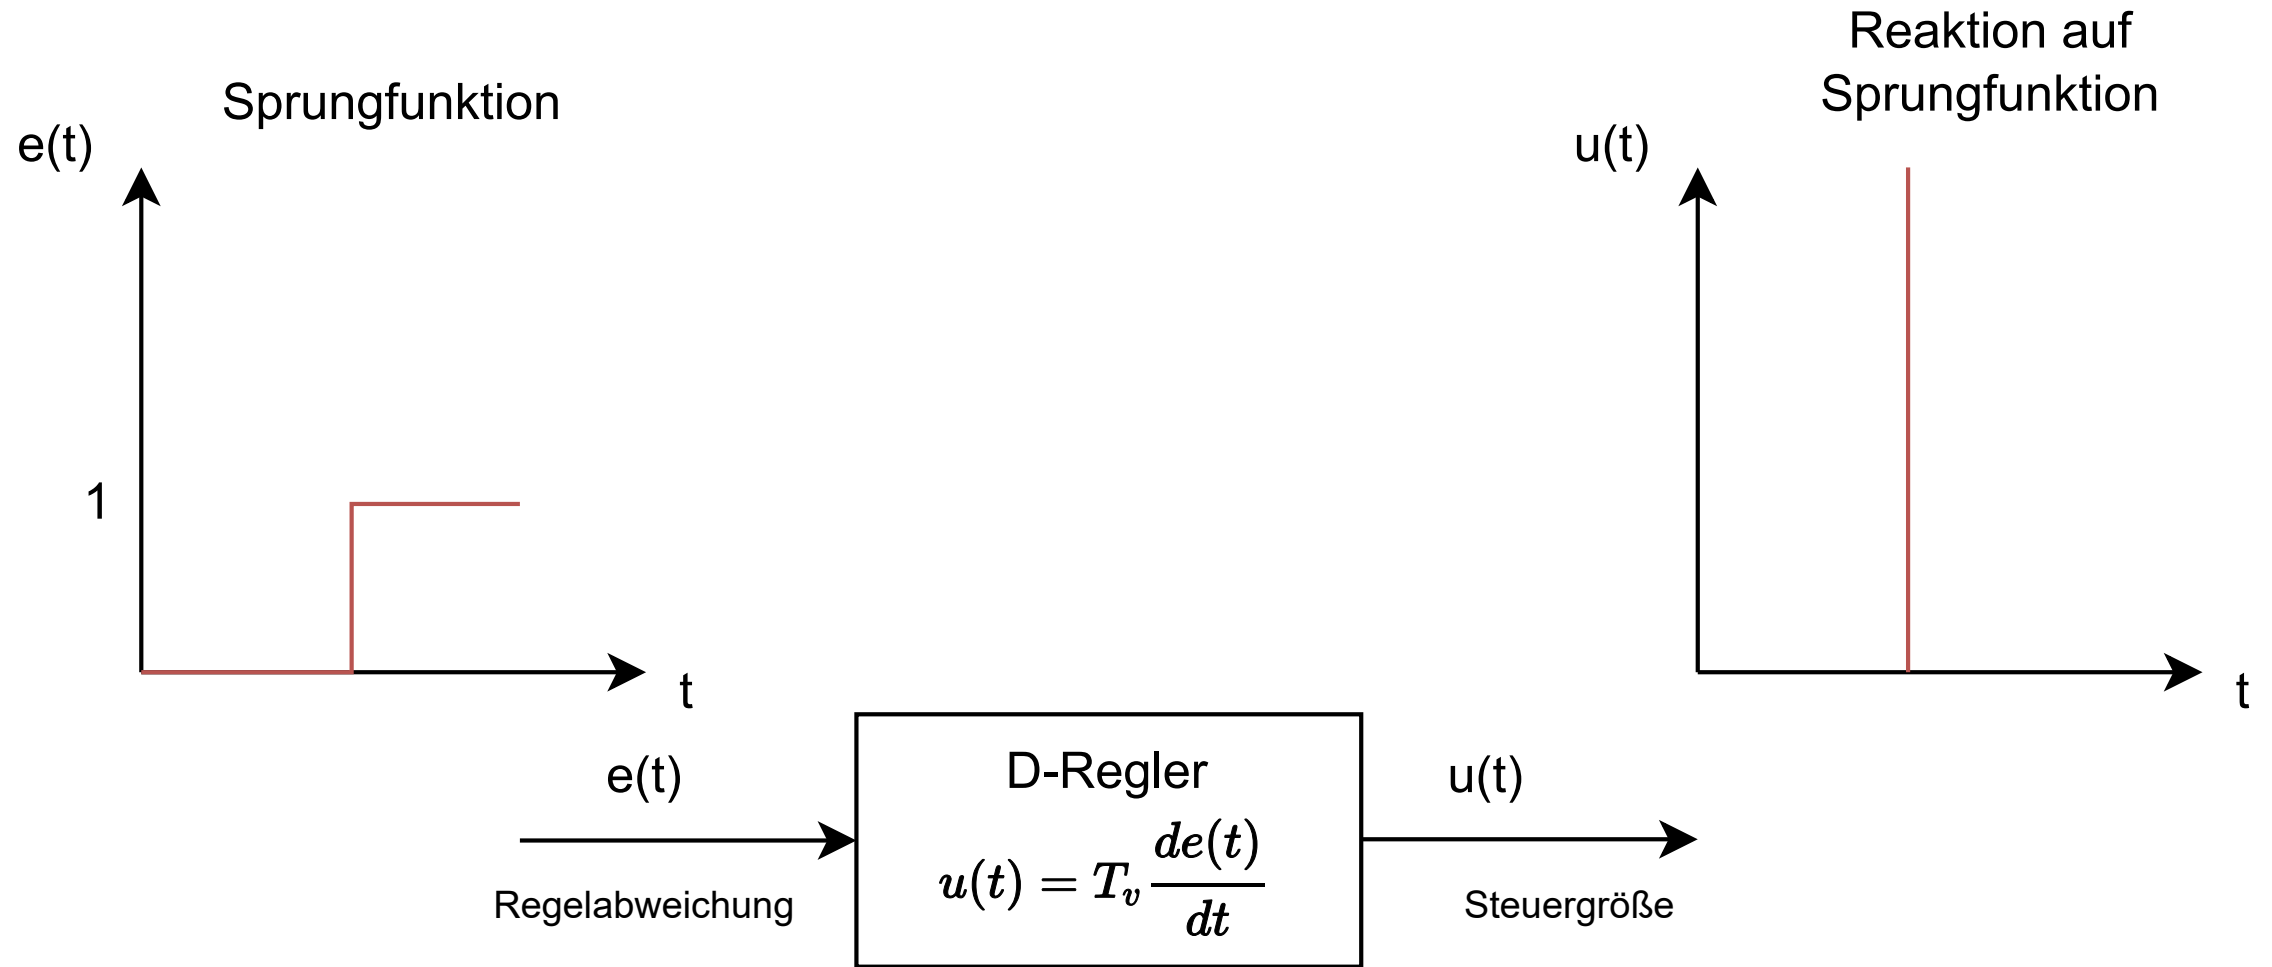 Reaktion auf
Sprungfunktion
Sprungfunktion
e(t)
u(t)
1
t
t
e(t)
D-Regler
u(t)
u(t) = T_v de(t)/dt
Regelabweichung
Steuergröße